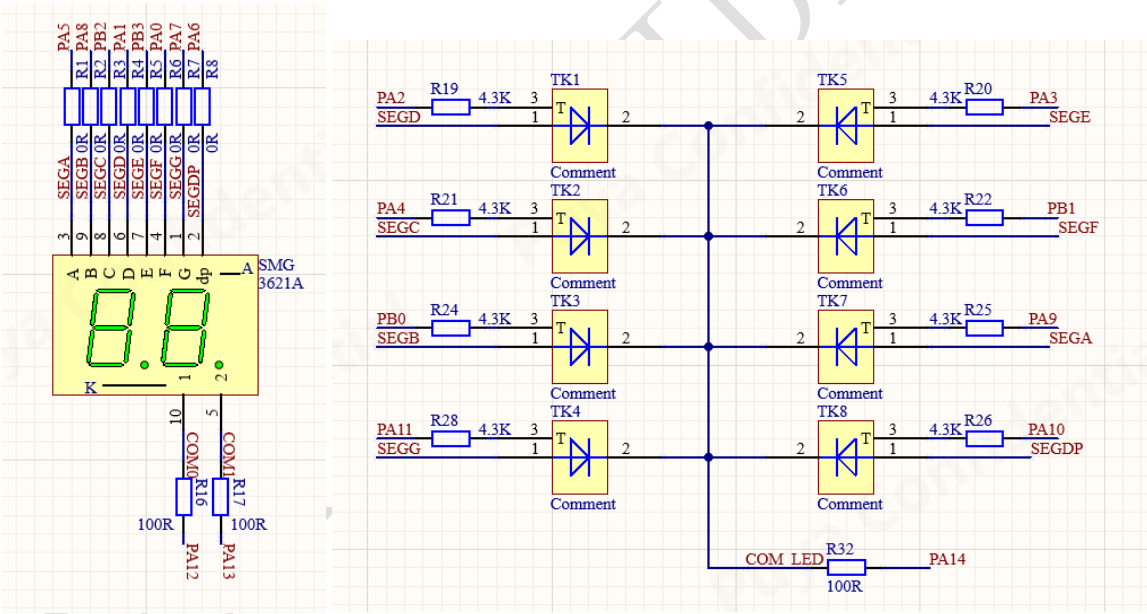 PA5 PA8 PB2 PA1 PB3 PA0 PA7 PA6
R1 R2 R3 R4 R5 R6 R7 R8
0R 0R 0R 0R 0R 0R
SEGA SEGB SEGC SEGD SEGE SEGF SEGG SEGDP
3 9 8 6 7 4 1 2
A B C D E F G dp A
SMG
3621A
K 1 2
10 5
COM0 COM1
R16 R17
100R 100R
PA12 PA13
TK1
PA2 R19 4.3K 3 T
SEGD 1 2
Comment
TK2
PA4 R21 4.3K 3 T
SEGC 1 2
Comment
TK3
PB0 R24 4.3K 3 T
SEGB 1 2
Comment
TK4
PA11 R28 4.3K 3 T
SEGG 1 2
Comment
TK5
T 3 4.3K R20 PA3
2 1 SEGE
Comment
TK6
T 3 4.3K R22 PB1
2 1 SEGF
Comment
TK7
T 3 4.3K R25 PA9
2 1 SEGA
Comment
TK8
T 3 4.3K R26 PA10
2 1 SEGDP
Comment
COM LED R32 PA14
100R